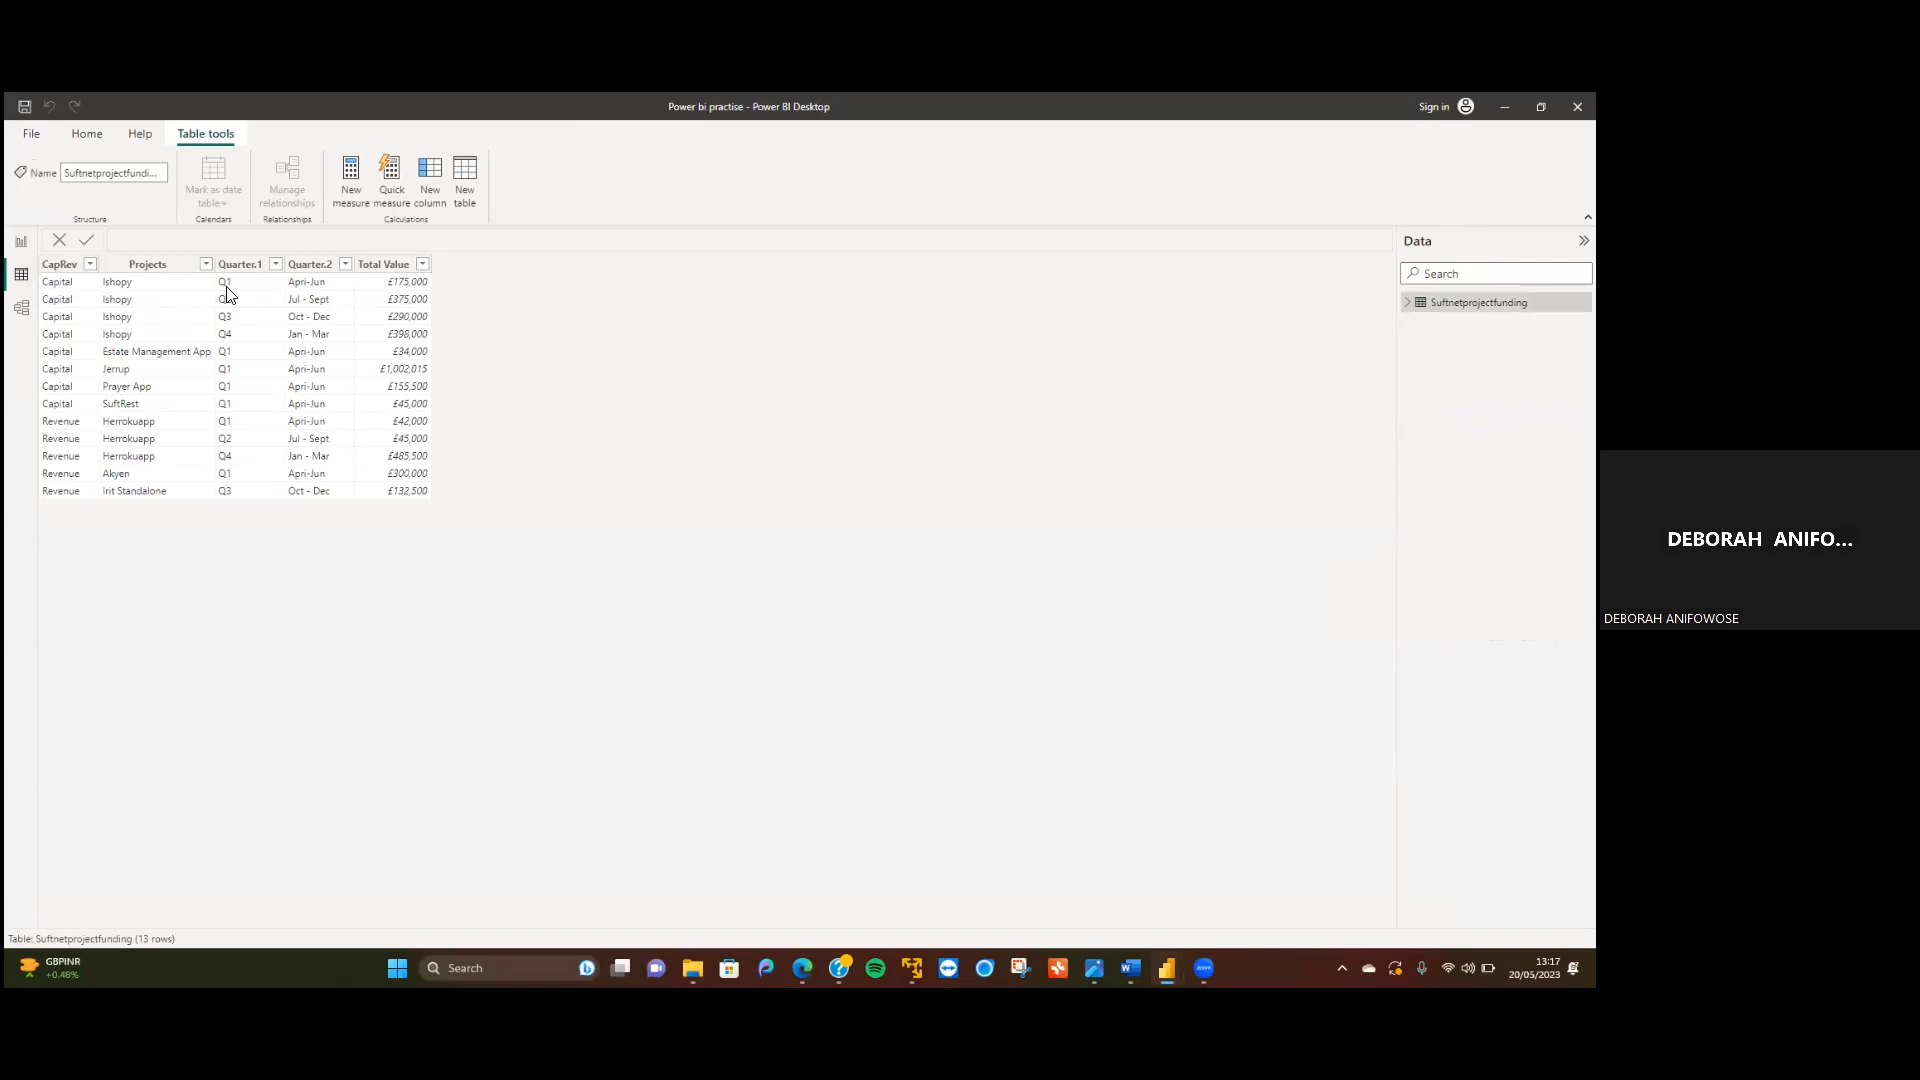 Power bi practise - Power BI Desktop
Sign in
File Home Help Table tools
Name Suftnetprojectfundi...
Mark as date table
Manage relationships
New measure
Quick measure
New column
New table
Structure Calendars Relationships Calculations
Data
Search
Suftnetprojectfunding
CapRev Projects Quarter.1 Quarter.2 Total Value
Capital Ishopy Q1 Apri-Jun £175,000
Capital Ishopy Jul - Sept £375,000
Capital Ishopy Q3 Oct - Dec £290,000
Capital Ishopy Q4 Jan - Mar £398,000
Capital Estate Management App Q1 Apri-Jun £34,000
Capital Jerrup Q1 Apri-Jun £1,002,015
Capital Prayer App Q1 Apri-Jun £155,500
Capital SuftRest Q1 Apri-Jun £45,000
Revenue Herrokuapp Q1 Apri-Jun £42,000
Revenue Herrokuapp Q2 Jul - Sept £45,000
Revenue Herrokuapp Q4 Jan - Mar £485,500
Revenue Akyen Q1 Apri-Jun £300,000
Revenue Irit Standalone Q3 Oct - Dec £132,500
DEBORAH ANIFO...
DEBORAH ANIFOWOSE
Table: Suftnetprojectfunding (13 rows)
GBPINR
+0.48%
Search
13:17
20/05/2023